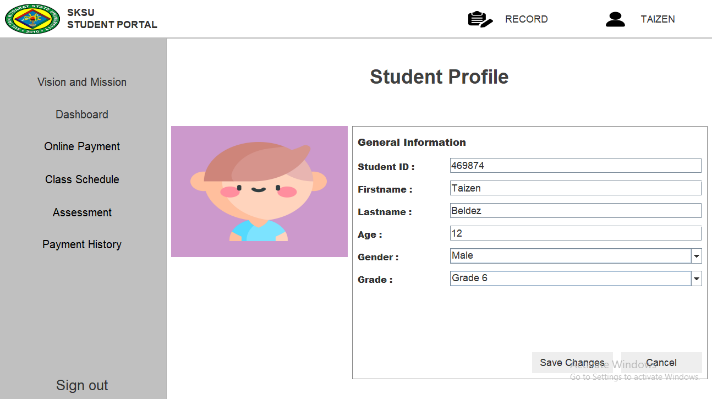 SKSU
STUDENT PORTAL
RECORD
TAIZEN
Vision and Mission
Dashboard
Online Payment
Class Schedule
Assessment
Payment History
Sign out
Student Profile
General Information
Student ID : 469874
Firstname : Taizen
Lastname : Beldez
Age : 12
Gender : Male
Grade : Grade 6
Save Changes
Cancel
Activate Windows
Go to Settings to activate Windows.